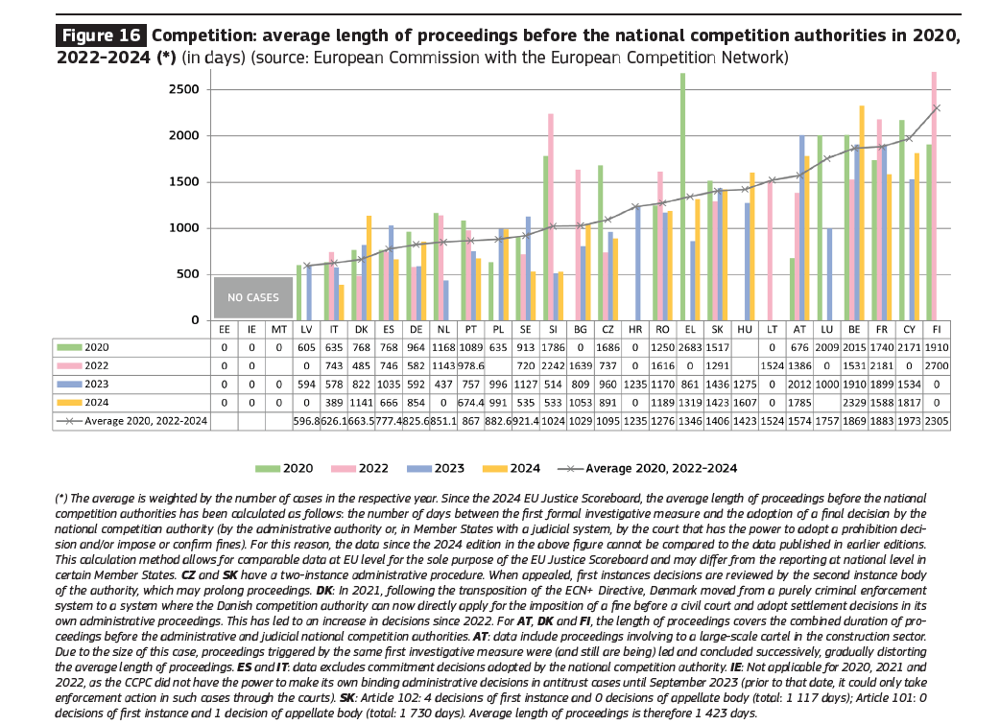 Figure 16 Competition: average length of proceedings before the national competition authorities in 2020,
2022–2024 (*) (in days) (source: European Commission with the European Competition Network)
2500
2000
1500
1000
500
0
NO CASES
EE IE MT LV IT DK ES DE NL PT PL SE SI BG CZ HR RO EL SK HU LT AT LU BE FR CY FI
2020 0 0 0 605 635 768 768 964 1168 1089 635 913 1786 0 1686 0 1250 2683 1517 0 676 2009 2015 1740 2171 1910
2022 0 0 0 0 743 485 746 582 1143 978.6 720 2242 1639 737 0 1616 0 1291 1524 1386 0 1531 2181 0 2700
2023 0 0 0 594 578 822 1035 592 437 757 996 1127 514 809 960 1235 1170 861 1436 1275 0 2012 1000 1910 1899 1534 0
2024 0 0 0 389 1141 666 854 674.4 991 535 533 1053 891 0 1189 1319 1423 1607 0 1785 2329 1588 1817 0
Average 2020, 2022-2024 596.8 626.1 663.5 777.4 825.6 851.1 867 882.6 921.4 1024 1029 1095 1235 1276 1346 1406 1423 1524 1574 1757 1869 1883 1973 2305
2020 2022 2023 2024 Average 2020, 2022-2024
(*) The average is weighted by the number of cases in the respective year. Since the 2024 EU Justice Scoreboard, the average length of proceedings before the national
competition authorities has been calculated as follows: the number of days between the first formal investigative measure and the adoption of a final decision by the
national competition authority (by the administrative authority or, in Member States with a judicial system, by the court that has the power to adopt a prohibition deci-
sion and/or impose or confirm fines). For this reason, the data since the 2024 edition in the above figure cannot be compared to the data published in earlier editions.
This calculation method allows for comparable data at EU level for the sole purpose of the EU Justice Scoreboard and may differ from the reporting at national level in
certain Member States. CZ and SK have a two-instance administrative procedure. When appealed, first instances decisions are reviewed by the second instance body
of the authority, which may prolong proceedings. DK: In 2021, following the transposition of the ECN+ Directive, Denmark moved from a purely criminal enforcement
system to a system where the Danish competition authority can now directly apply for the imposition of a fine before a civil court and adopt settlement decisions in its
own administrative proceedings. This has led to an increase in decisions since 2022. For AT, DK and FI, the length of proceedings covers the combined duration of pro-
ceedings before the administrative and judicial national competition authorities. AT: data include proceedings involving to a large-scale cartel in the construction sector.
Due to the size of this case, proceedings triggered by the same first investigative measure were (and still are being) led and concluded successively, gradually distorting
the average length of proceedings. ES and IT: data excludes commitment decisions adopted by the national competition authority. IE: Not applicable for 2020, 2021 and
2022, as the CCPC did not have the power to make its own binding administrative decisions in antitrust cases until September 2023 (prior to that date, it could only take
enforcement action in such cases through the courts). SK: Article 102: 4 decisions of first instance and 0 decisions of appellate body (total: 1 117 days); Article 101: 0
decisions of first instance and 1 decision of appellate body (total: 1 730 days). Average length of proceedings is therefore 1 423 days.